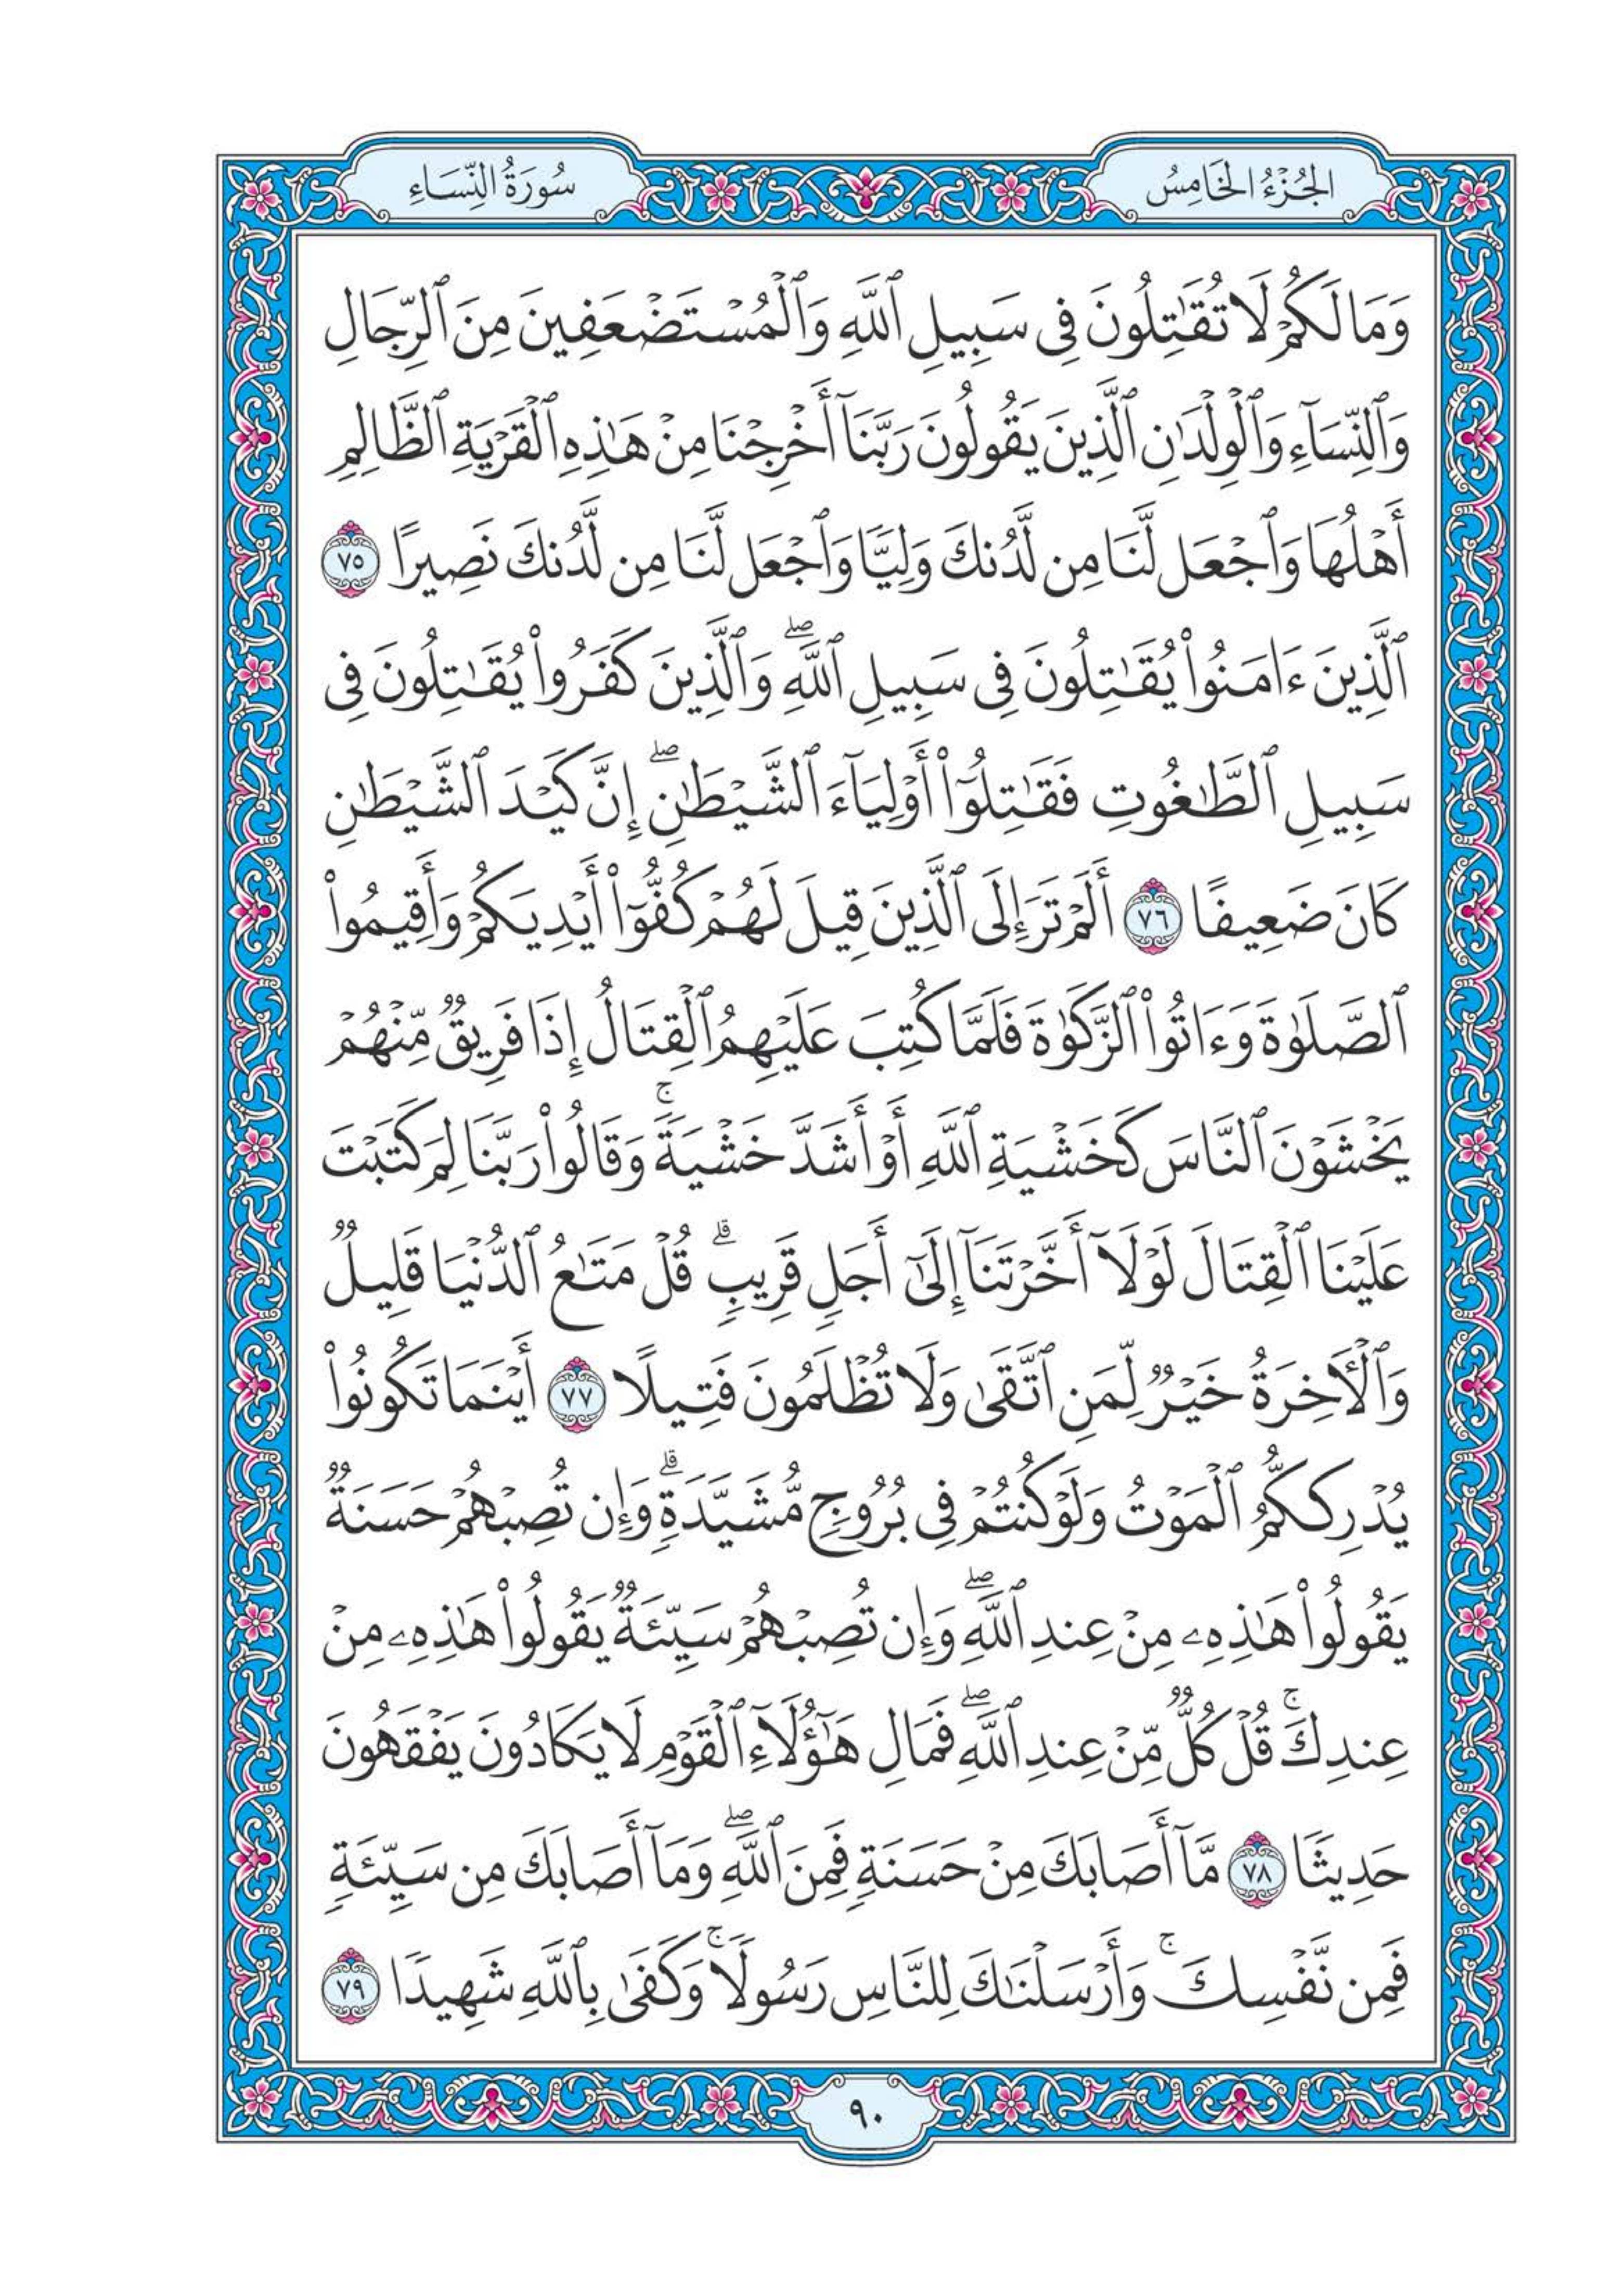 الجُزْءُ الخَامِسُ
سُورَةُ النِّسَاءِ
وَمَا لَكُمْ لَا تُقَـٰتِلُونَ فِى سَبِيلِ ٱللَّهِ وَٱلْمُسْتَضْعَفِينَ مِنَ ٱلرِّجَالِ
وَٱلنِّسَآءِ وَٱلْوِلْدَٰنِ ٱلَّذِينَ يَقُولُونَ رَبَّنَآ أَخْرِجْنَا مِنْ هَـٰذِهِ ٱلْقَرْيَةِ ٱلظَّالِمِ
أَهْلُهَا وَٱجْعَل لَّنَا مِن لَّدُنكَ وَلِيًّا وَٱجْعَل لَّنَا مِن لَّدُنكَ نَصِيرًا ٧٥
ٱلَّذِينَ ءَامَنُوا۟ يُقَـٰتِلُونَ فِى سَبِيلِ ٱللَّهِ ۖ وَٱلَّذِينَ كَفَرُوا۟ يُقَـٰتِلُونَ فِى
سَبِيلِ ٱلطَّـٰغُوتِ فَقَـٰتِلُوٓا۟ أَوْلِيَآءَ ٱلشَّيْطَـٰنِ ۖ إِنَّ كَيْدَ ٱلشَّيْطَـٰنِ
كَانَ ضَعِيفًا ٧٦ أَلَمْ تَرَ إِلَى ٱلَّذِينَ قِيلَ لَهُمْ كُفُّوٓا۟ أَيْدِيَكُمْ وَأَقِيمُوا۟
ٱلصَّلَوٰةَ وَءَاتُوا۟ ٱلزَّكَوٰةَ فَلَمَّا كُتِبَ عَلَيْهِمُ ٱلْقِتَالُ إِذَا فَرِيقٌ مِّنْهُمْ
يَخْشَوْنَ ٱلنَّاسَ كَخَشْيَةِ ٱللَّهِ أَوْ أَشَدَّ خَشْيَةً ۚ وَقَالُوا۟ رَبَّنَا لِمَ كَتَبْتَ
عَلَيْنَا ٱلْقِتَالَ لَوْلَآ أَخَّرْتَنَآ إِلَىٰٓ أَجَلٍ قَرِيبٍ ۗ قُلْ مَتَـٰعُ ٱلدُّنْيَا قَلِيلٌ
وَٱلْـَٔاخِرَةُ خَيْرٌ لِّمَنِ ٱتَّقَىٰ وَلَا تُظْلَمُونَ فَتِيلًا ٧٧ أَيْنَمَا تَكُونُوا۟
يُدْرِككُّمُ ٱلْمَوْتُ وَلَوْ كُنتُمْ فِى بُرُوجٍ مُّشَيَّدَةٍ ۗ وَإِن تُصِبْهُمْ حَسَنَةٌ
يَقُولُوا۟ هَـٰذِهِۦ مِنْ عِندِ ٱللَّهِ ۖ وَإِن تُصِبْهُمْ سَيِّئَةٌ يَقُولُوا۟ هَـٰذِهِۦ مِنْ
عِندِكَ ۚ قُلْ كُلٌّ مِّنْ عِندِ ٱللَّهِ ۖ فَمَالِ هَـٰٓؤُلَآءِ ٱلْقَوْمِ لَا يَكَادُونَ يَفْقَهُونَ
حَدِيثًا ٧٨ مَّآ أَصَابَكَ مِنْ حَسَنَةٍ فَمِنَ ٱللَّهِ ۖ وَمَآ أَصَابَكَ مِن سَيِّئَةٍ
فَمِن نَّفْسِكَ ۚ وَأَرْسَلْنَـٰكَ لِلنَّاسِ رَسُولًا ۚ وَكَفَىٰ بِٱللَّهِ شَهِيدًا ٧٩
٩٠